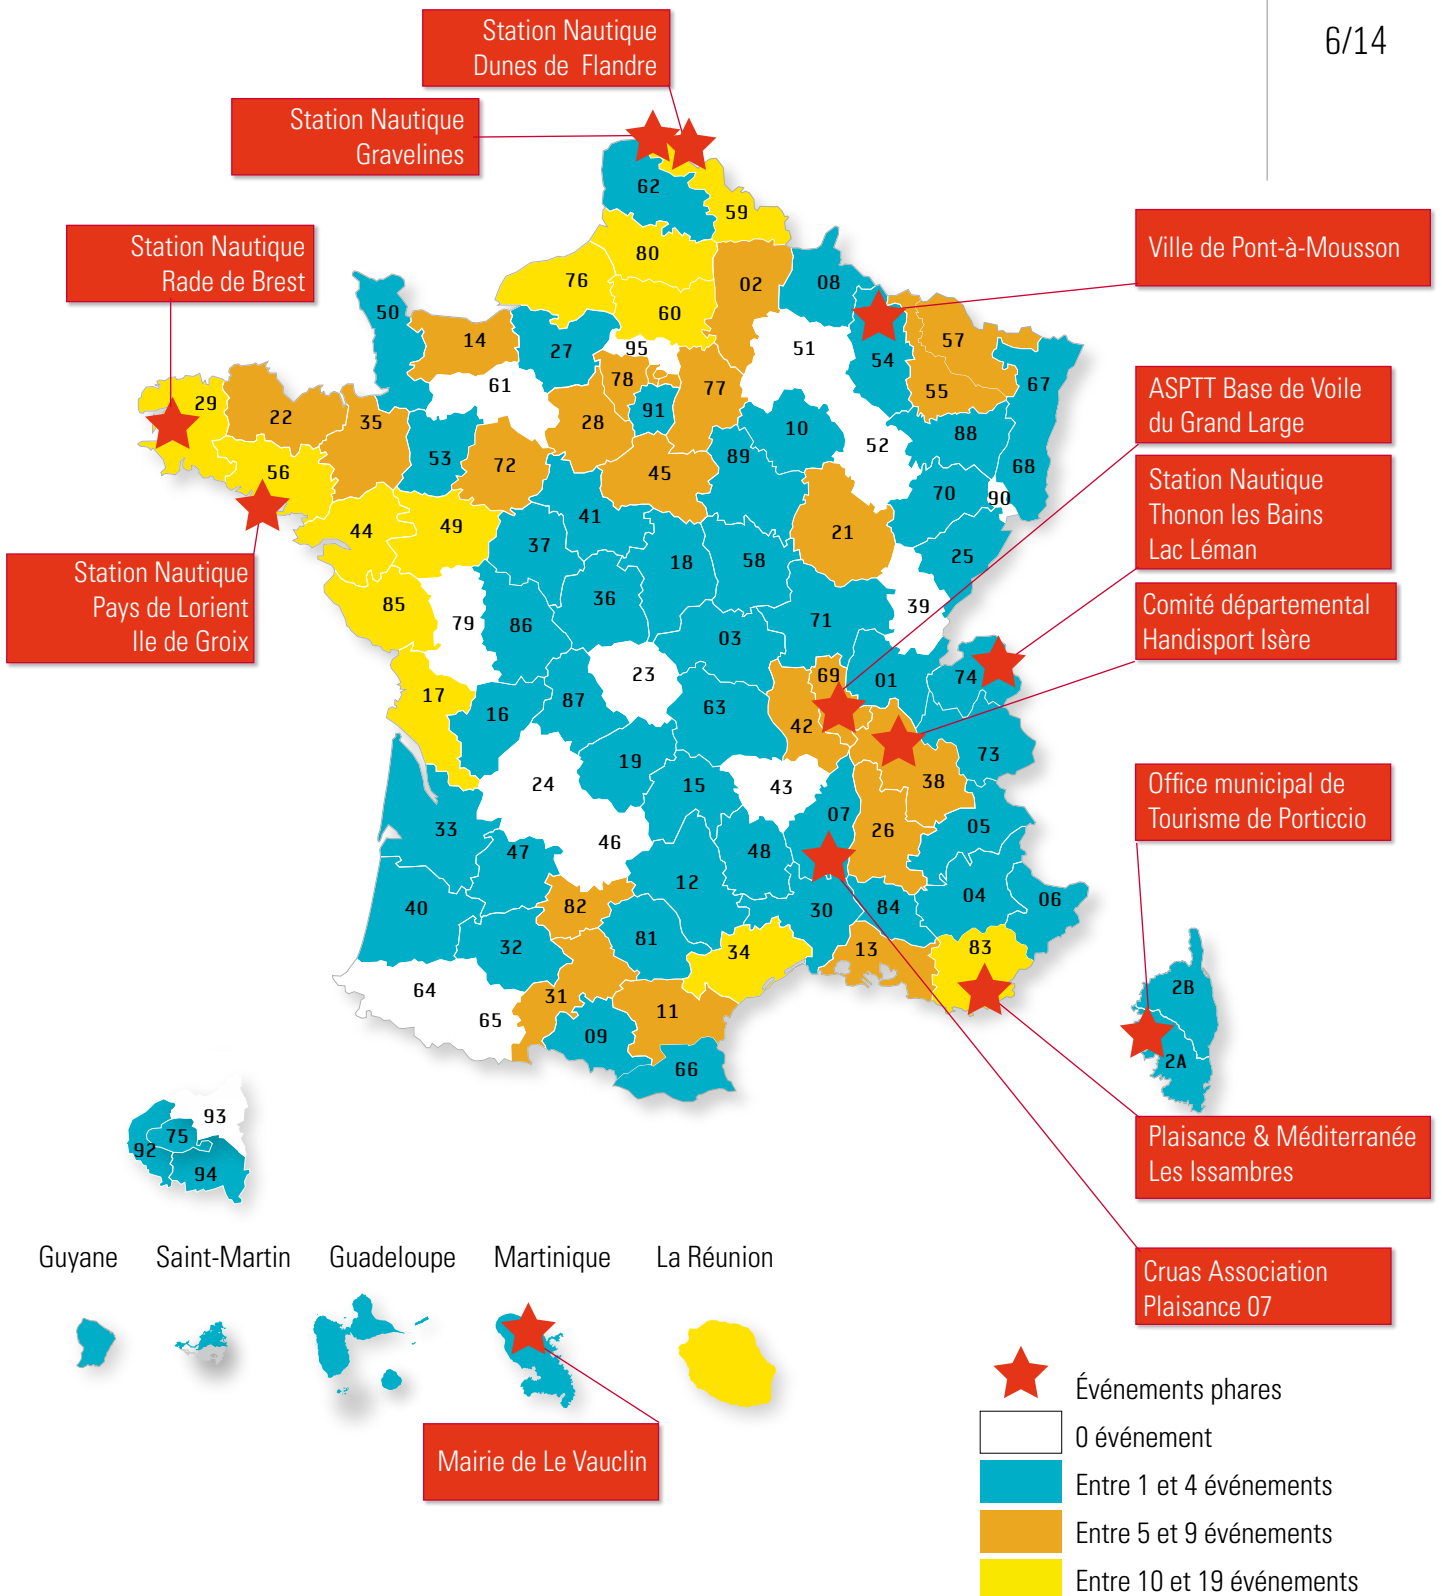 6/14
Station Nautique
Dunes de Flandre
Station Nautique
Gravelines
Station Nautique
Rade de Brest
Station Nautique
Pays de Lorient
Ile de Groix
Ville de Pont-à-Mousson
ASPTT Base de Voile
du Grand Large
Station Nautique
Thonon les Bains
Lac Léman
Comité départemental
Handisport Isère
Office municipal de
Tourisme de Porticcio
Plaisance & Méditerranée
Les Issambres
Cruas Association
Plaisance 07
62
59
80
76
02
08
60
50
14
27
95
51
57
54
61
78
77
55
67
29
22
35
91
28
10
88
53
72
45
89
52
68
56
70
90
44
49
41
21
37
18
58
25
85
79
86
36
03
71
39
17
23
69
01
74
16
87
63
42
73
24
19
15
43
38
33
07
26
05
47
46
48
12
40
82
30
84
04
06
32
81
34
13
83
64
31
11
2B
65
09
66
2A
93
75
92
94
Guyane
Saint-Martin
Guadeloupe
Martinique
La Réunion
Mairie de Le Vauclin
Événements phares
0 événement
Entre 1 et 4 événements
Entre 5 et 9 événements
Entre 10 et 19 événements